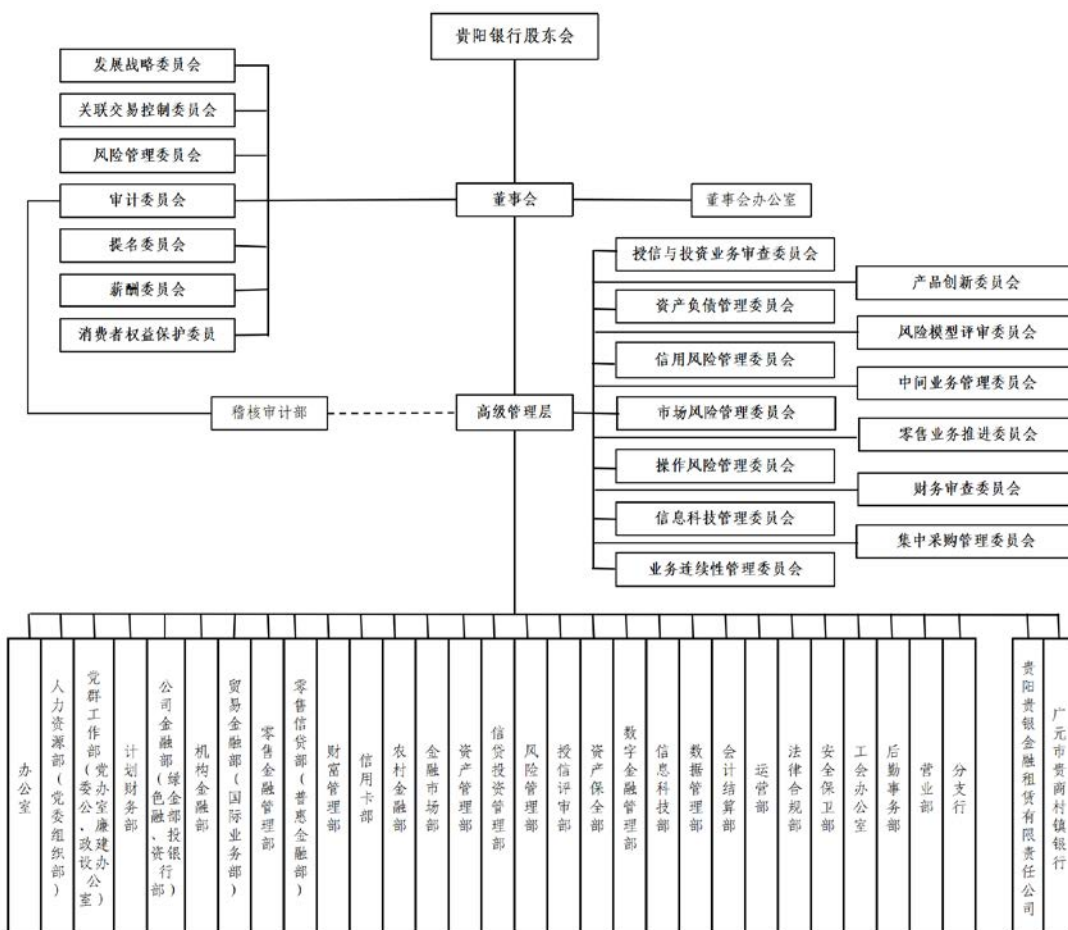 贵阳银行股东会
发展战略委员会
关联交易控制委员会
风险管理委员会
审计委员会
提名委员会
薪酬委员会
消费者权益保护委员
董事会
董事会办公室
授信与投资业务审查委员会
产品创新委员会
资产负债管理委员会
风险模型评审委员会
信用风险管理委员会
中间业务管理委员会
稽核审计部
高级管理层
市场风险管理委员会
零售业务推进委员会
操作风险管理委员会
财务审查委员会
信息科技管理委员会
集中采购管理委员会
业务连续性管理委员会
办公室
人力资源部(党委组织部)
党群工作部(党委办公室、党廉政建设办公室)
计划财务部
公司金融部(绿色金融部、投资银行部)
机构金融部
贸易金融部(国际业务部)
零售金融管理部
零售信贷部(普惠金融部)
财富管理部
信用卡部
农村金融部
金融市场部
资产管理部
信贷投资管理部
风险管理部
授信评审部
资产保全部
数字金融管理部
信息科技部
数据管理部
会计结算部
运营部
法律合规部
安全保卫部
工会办公室
后勤事务部
营业部
分支行
贵阳贵银金融租赁有限责任公司
广元市贵商村镇银行